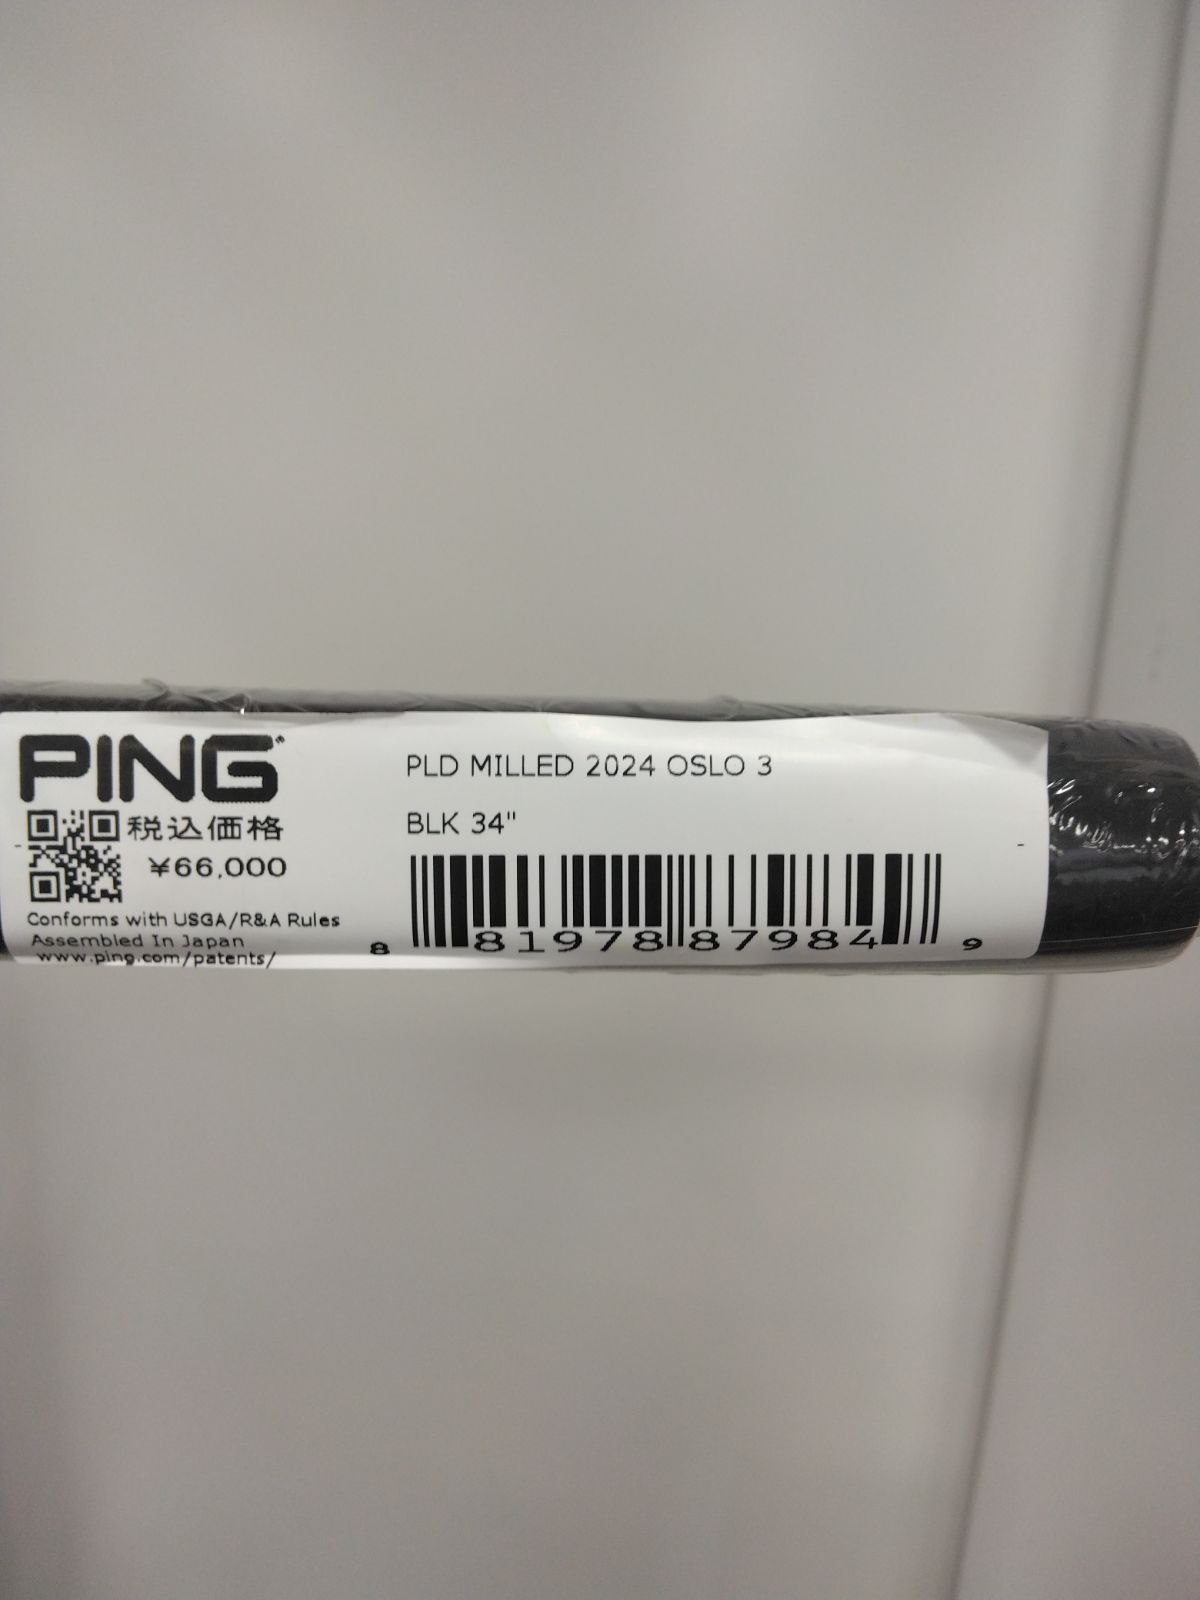 PING
税込価格
¥66,000
Conforms with USGA/R&A Rules
Assembled In Japan
www.ping.com/patents/
PLD MILLED 2024 OSLO 3
BLK 34"
8 81978 87984 9